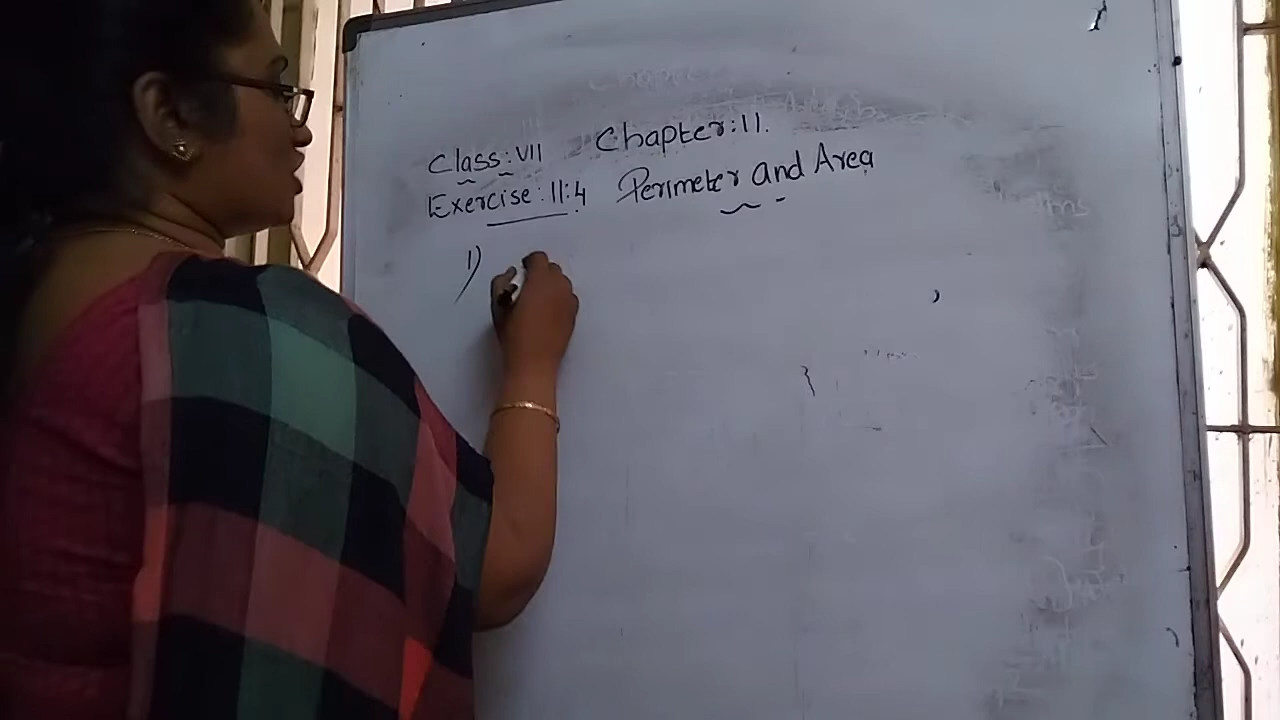 Class : VII Chapter : 11.
Exercise : 11:4 Perimeter and Area
1)